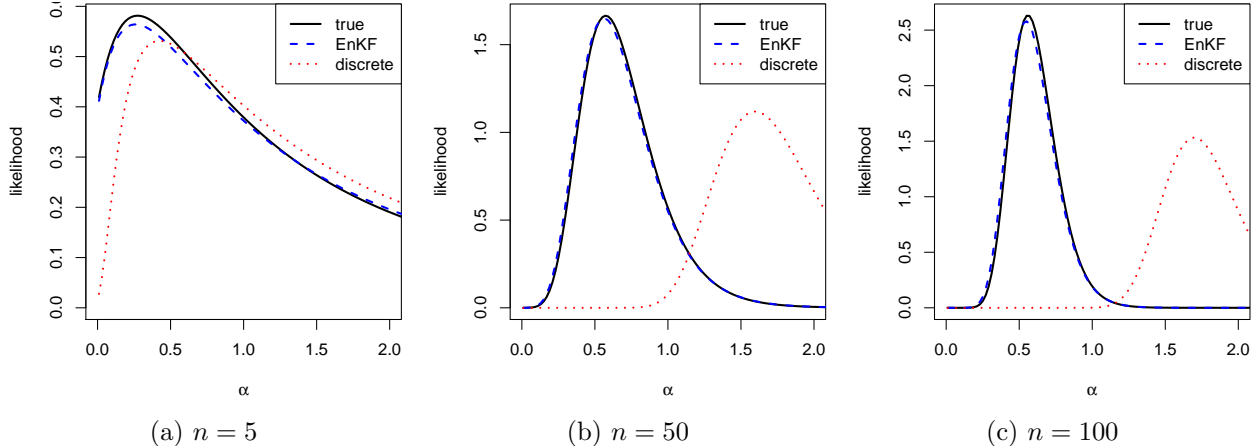 0.0 0.1 0.2 0.3 0.4 0.5 0.6
likelihood
true
EnKF
discrete
0.0 0.5 1.0 1.5 2.0
α
(a) n = 5
0.0 0.5 1.0 1.5
likelihood
true
EnKF
discrete
0.0 0.5 1.0 1.5 2.0
α
(b) n = 50
0.0 0.5 1.0 1.5 2.0 2.5
likelihood
true
EnKF
discrete
0.0 0.5 1.0 1.5 2.0
α
(c) n = 100